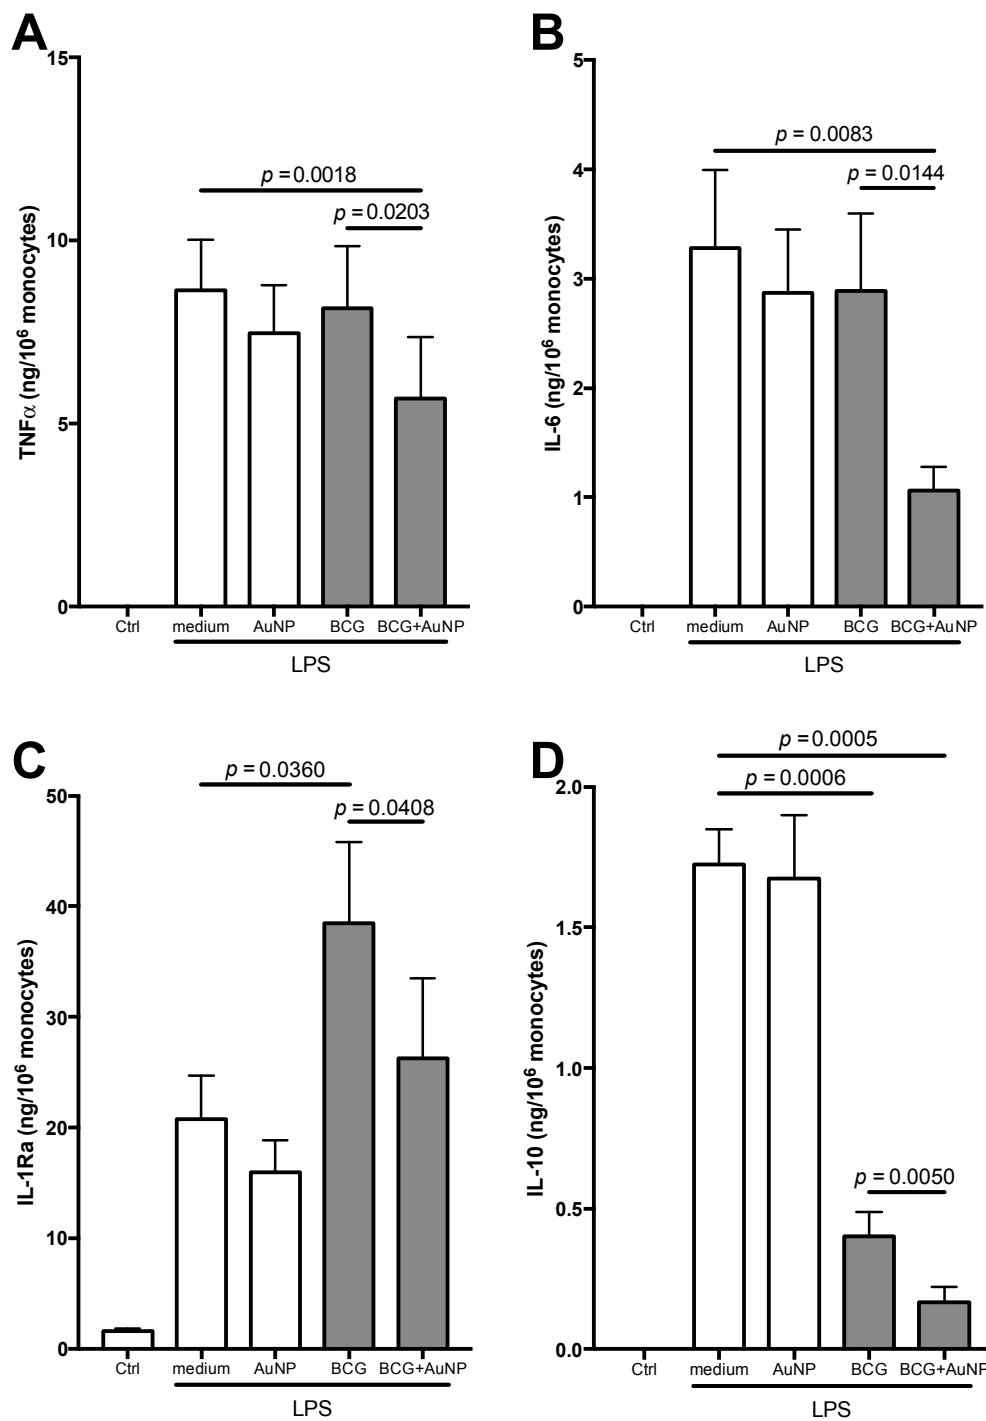 A
15
10
5
0
TNFα (ng/10⁶ monocytes)
p = 0.0018
p = 0.0203
Ctrl
medium
AuNP
BCG
BCG+AuNP
LPS
B
5
4
3
2
1
0
IL-6 (ng/10⁶ monocytes)
p = 0.0083
p = 0.0144
Ctrl
medium
AuNP
BCG
BCG+AuNP
LPS
C
50
40
30
20
10
0
IL-1Ra (ng/10⁶ monocytes)
p = 0.0360
p = 0.0408
Ctrl
medium
AuNP
BCG
BCG+AuNP
LPS
D
2.0
1.5
1.0
0.5
0.0
IL-10 (ng/10⁶ monocytes)
p = 0.0005
p = 0.0006
p = 0.0050
Ctrl
medium
AuNP
BCG
BCG+AuNP
LPS